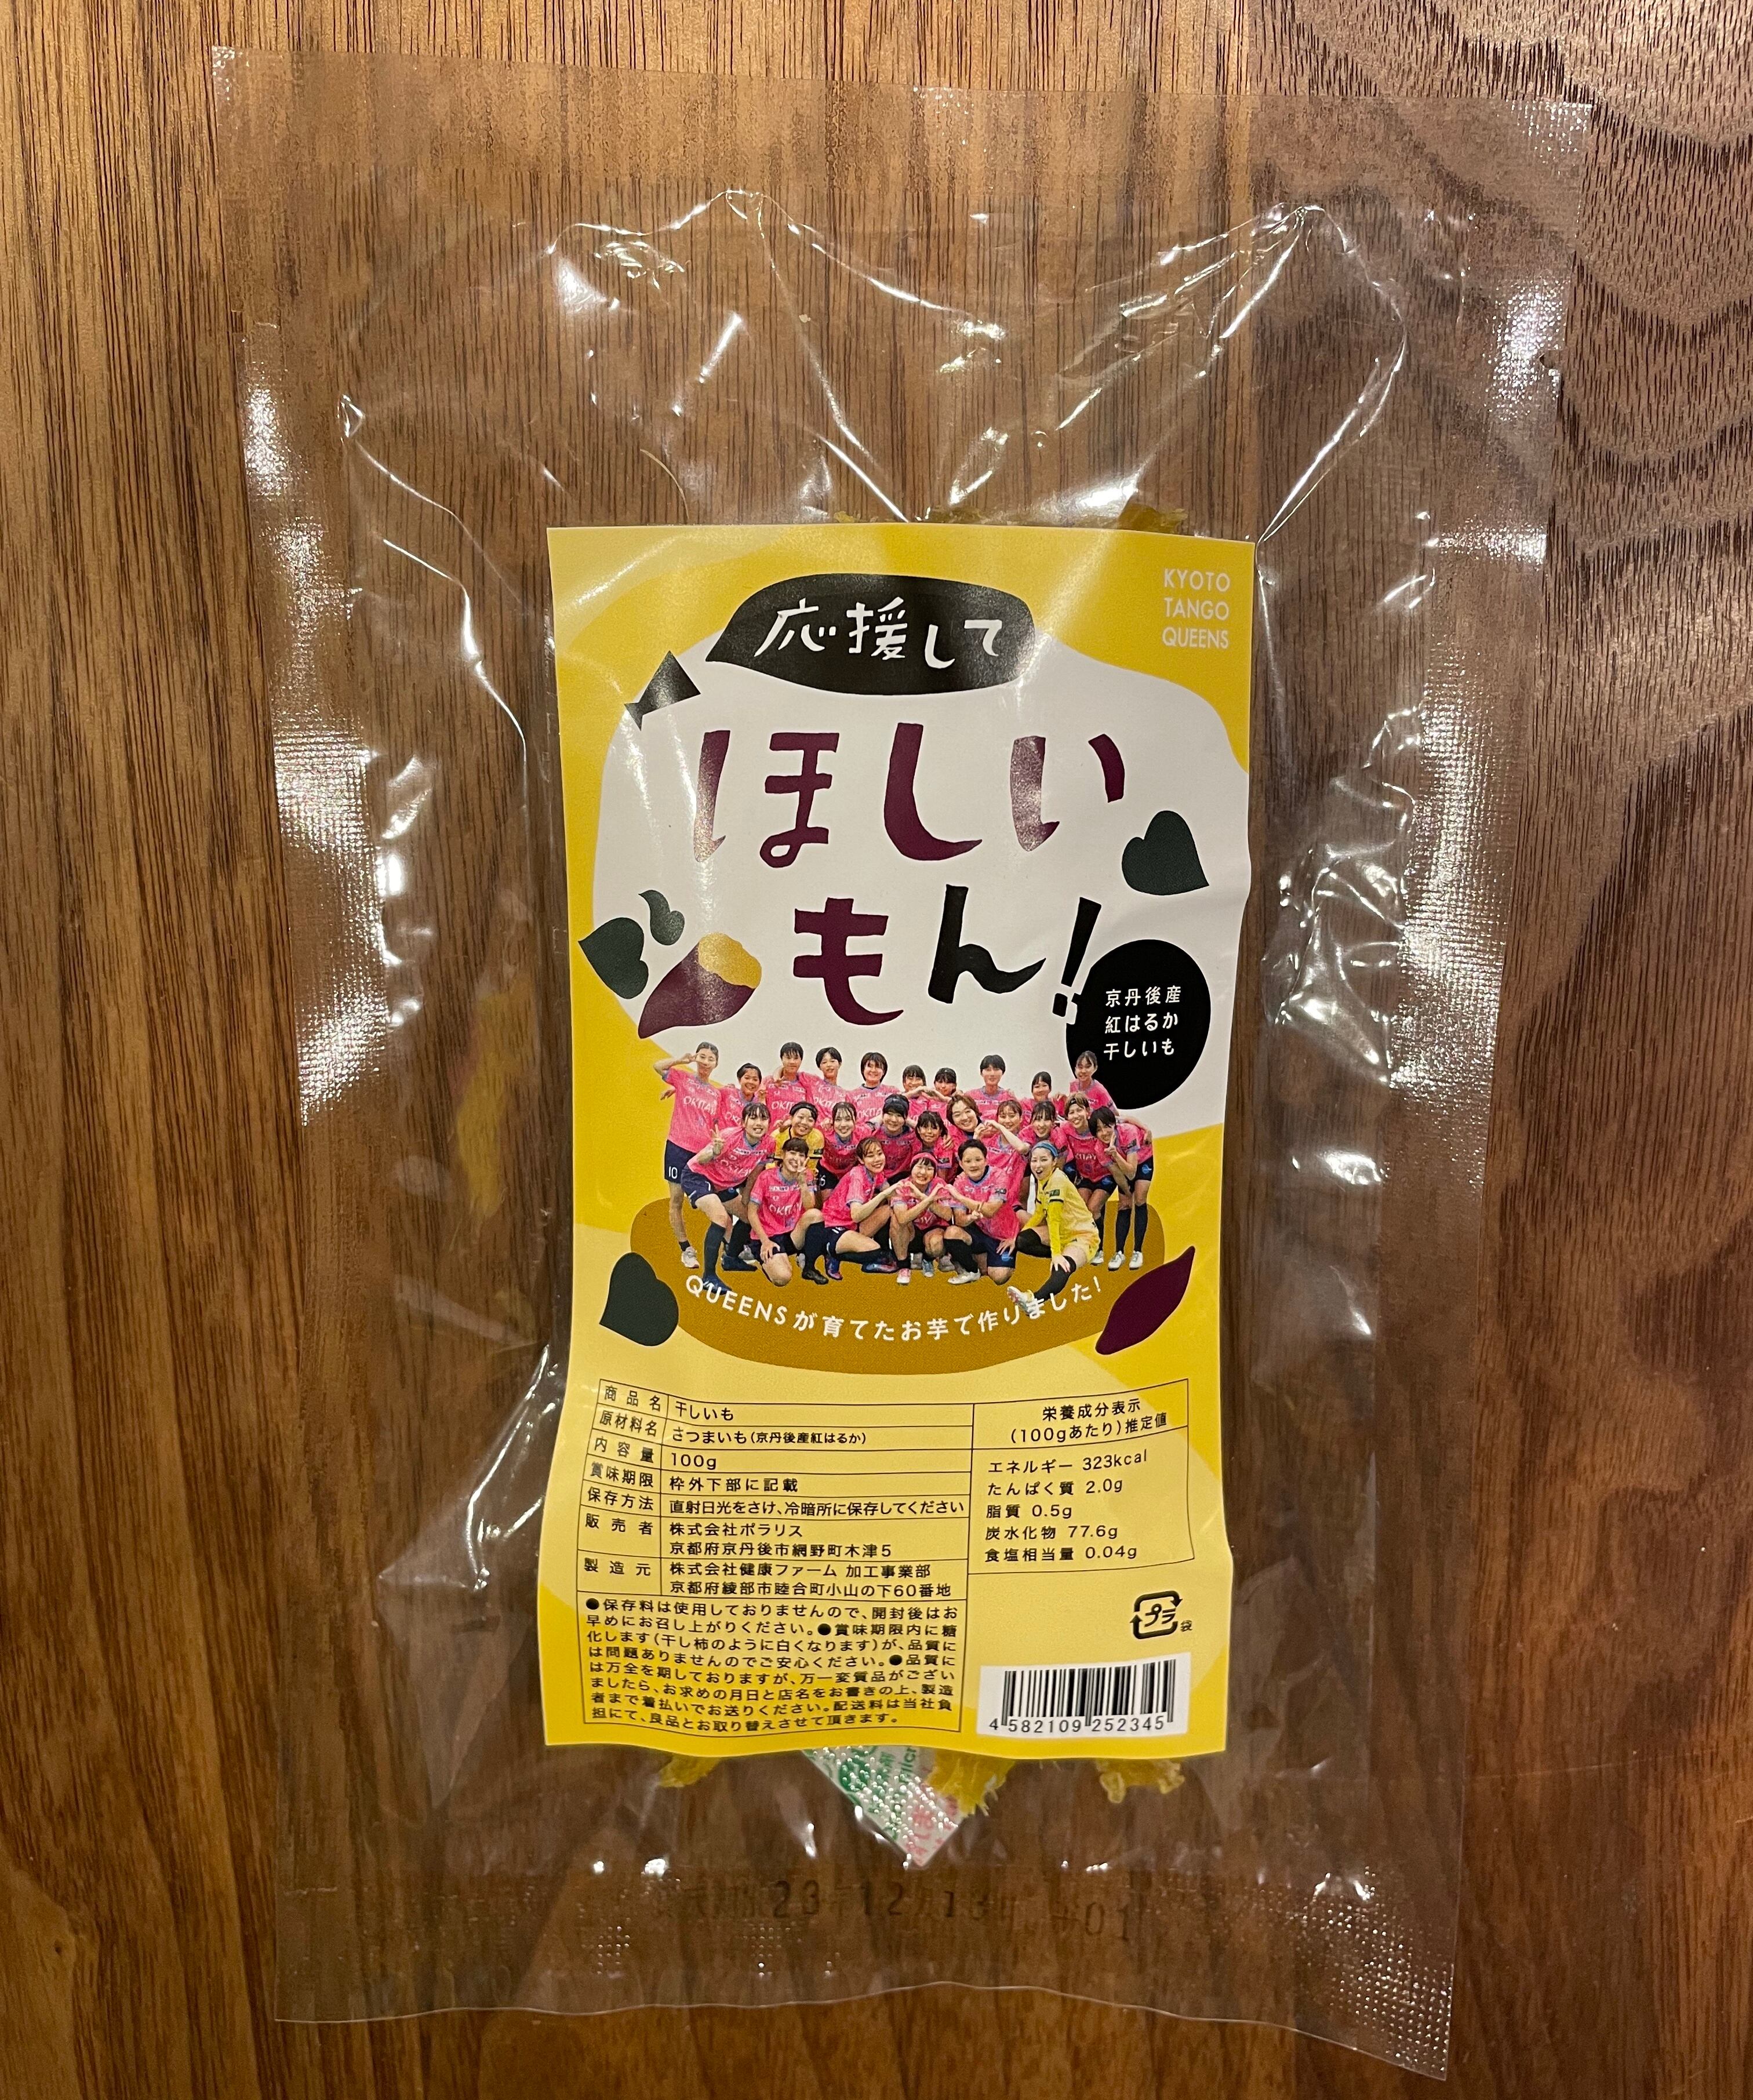 応援して
KYOTO
TANGO
QUEENS
ほしい
もん!
京丹後産
紅はるか
干しいも
QUEENSが育てたお芋で作りました!
商品名 干しいも
原材料名 さつまいも(京丹後産紅はるか)
内容量 100g
賞味期限 枠外下部に記載
保存方法 直射日光をさけ、冷暗所に保存してください
販売者 株式会社ポラリス
京都府京丹後市網野町木津5
製造元 株式会社健康ファーム 加工事業部
京都府綾部市睦合町小山の下60番地
●保存料は使用しておりませんので、開封後はお
早めにお召し上がりください。●賞味期限内に糖
化します(干し柿のように白くなります)が、品質に
は問題ありませんのでご安心ください。●品質に
は万全を期しておりますが、万一変質品がござい
ましたら、お求めの月日と店名をお書きの上、製造
者まで着払いでお送りください。配送料は当社負
担にて、良品とお取り替えさせて頂きます。
栄養成分表示
(100gあたり)推定値
エネルギー 323kcal
たんぱく質 2.0g
脂質 0.5g
炭水化物 77.6g
食塩相当量 0.04g
プラ
袋
4 582109 252345
23年12月13日